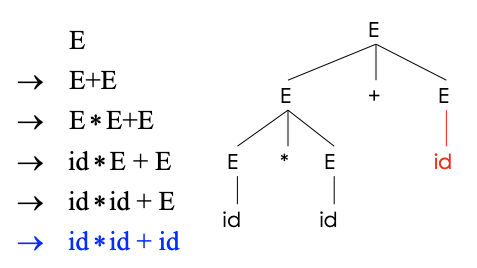 E
→ E+E
→ E*E+E
→ id*E + E
→ id*id + E
→ id*id + id
E
E + E
E * E id
id id